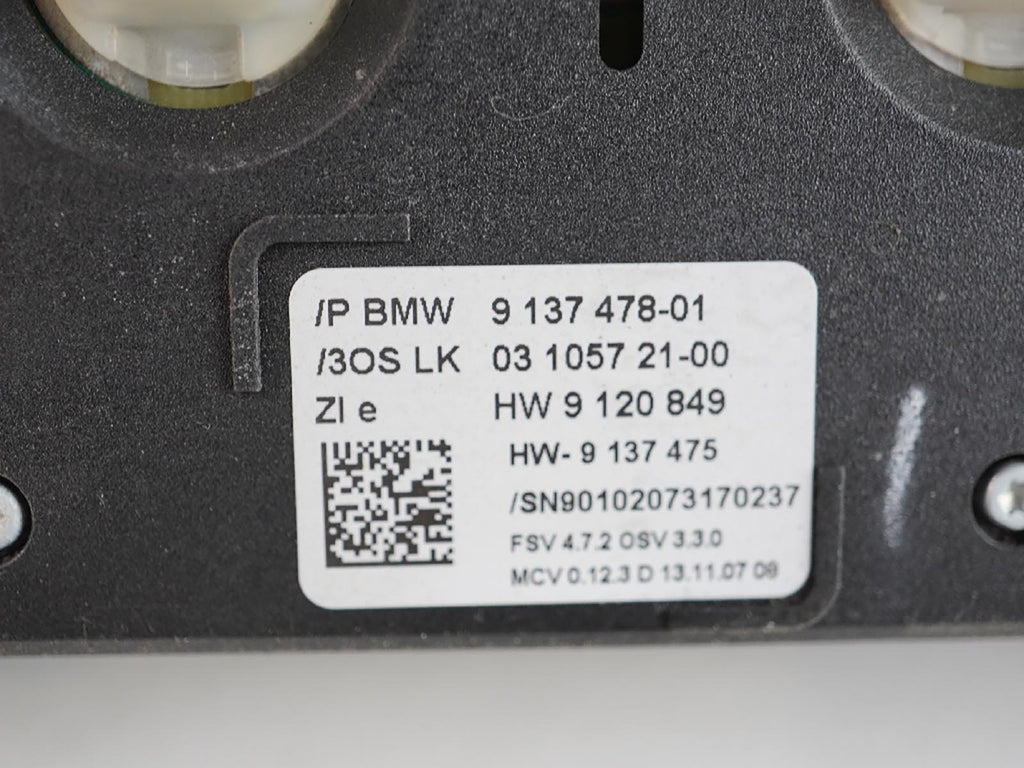 /P BMW 9 137 478-01
/3OS LK 03 1057 21-00
ZI e HW 9 120 849
HW- 9 137 475
/SN90102073170237
FSV 4.7.2 OSV 3.3.0
MCV 0.12.3 D 13.11.07 08